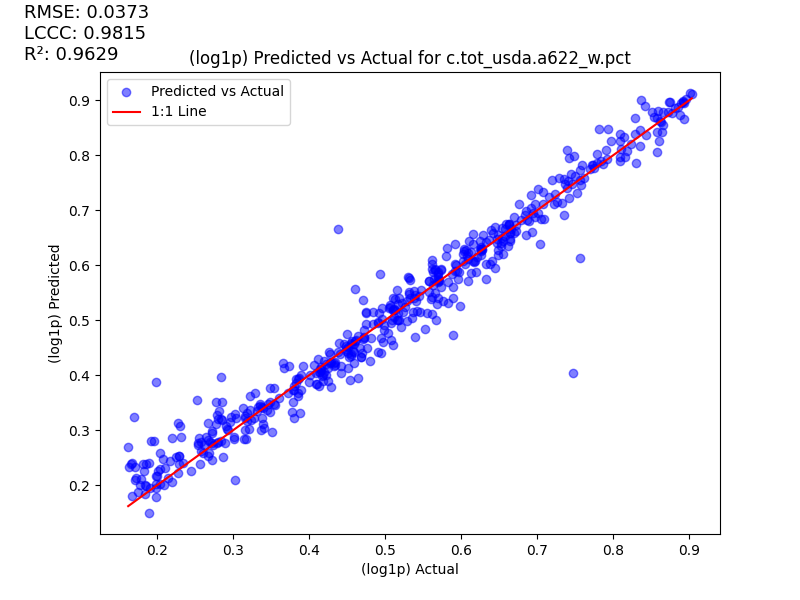 RMSE: 0.0373
LCCC: 0.9815
R²: 0.9629
(log1p) Predicted vs Actual for c.tot_usda.a622_w.pct
Predicted vs Actual
1:1 Line
(log1p) Predicted
0.9
0.8
0.7
0.6
0.5
0.4
0.3
0.2
0.2 0.3 0.4 0.5 0.6 0.7 0.8 0.9
(log1p) Actual